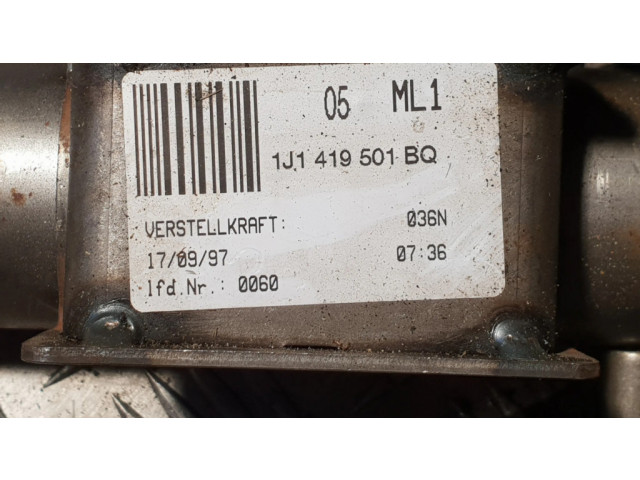 05 ML1
1J1 419 501 BQ
VERSTELLKRAFT: 036N
17/09/97 07:36
lfd.Nr.: 0060